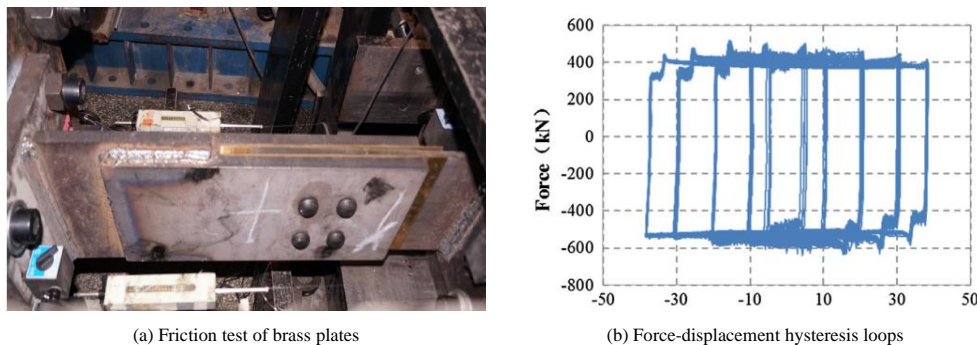 600
400
200
0
-200
-400
-600
-800
Force (kN)
-50 -30 -10 10 30 50
(a) Friction test of brass plates
(b) Force-displacement hysteresis loops